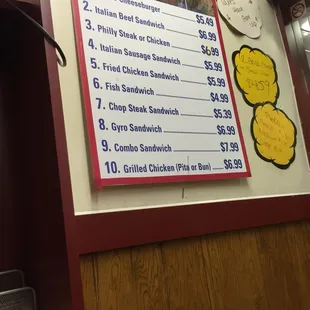 Cheeseburger $5.49
2. Italian Beef Sandwich $6.99
3. Philly Steak or Chicken $6.99
4. Italian Sausage Sandwich $5.99
5. Fried Chicken Sandwich $5.99
6. Fish Sandwich $4.99
7. Chop Steak Sandwich $5.39
8. Gyro Sandwich $6.99
9. Combo Sandwich $7.99
10. Grilled Chicken (Pita or Bun) $6.99